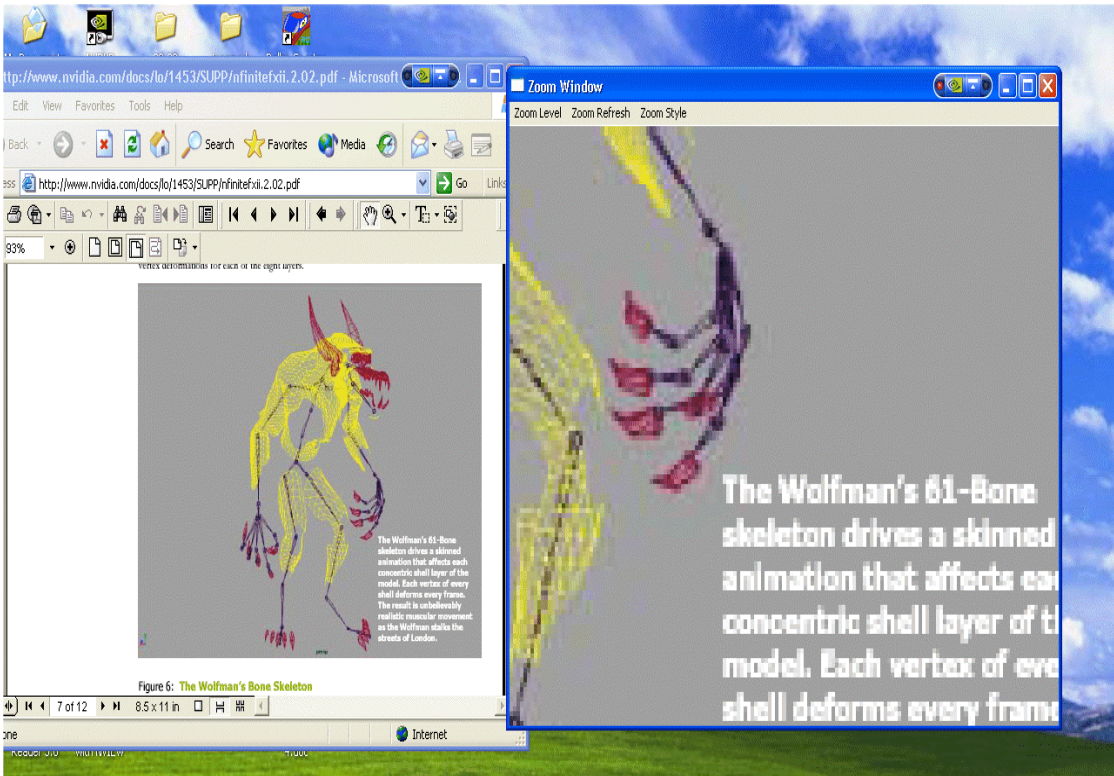 ttp://www.nvidia.com/docs/lo/1453/SUPP/nfinitefxii.2.02.pdf - Microsoft
Edit View Favorites Tools Help
Back Search Favorites Media
ess http://www.nvidia.com/docs/lo/1453/SUPP/nfinitefxii.2.02.pdf Go Links
93%
vertex deformations for each of the eight layers.
The Wolfman's 61-Bone
skeleton drives a skinned
animation that affects each
concentric shell layer of the
model. Each vertex of every
shell deforms every frame.
The result is unbelievably
realistic muscular movement
as the Wolfman stalks the
streets of London.
Figure 6: The Wolfman's Bone Skeleton
7 of 12 8.5 x 11 in
one Internet
Zoom Window
Zoom Level Zoom Refresh Zoom Style
The Wolfman's 61-Bone
skeleton drives a skinned
animation that affects eac
concentric shell layer of t
model. Each vertex of eve
shell deforms every frame